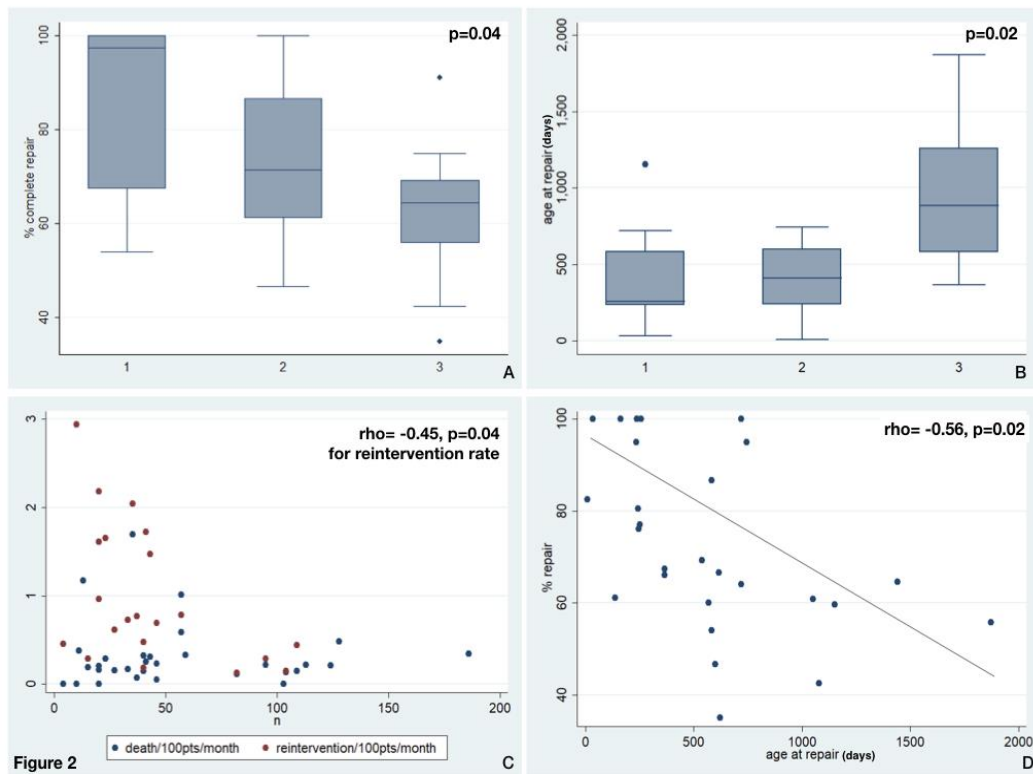 p=0.04
100
80
60
40
% complete repair
1 2 3
A
p=0.02
2,000
1,500
1,000
500
0
age at repair (days)
1 2 3
B
rho= -0.45, p=0.04
for reintervention rate
3
2
1
0
0 50 100 150 200
n
death/100pts/month reintervention/100pts/month
Figure 2
C
rho= -0.56, p=0.02
100
80
60
40
% repair
0 500 1000 1500 2000
age at repair (days)
D